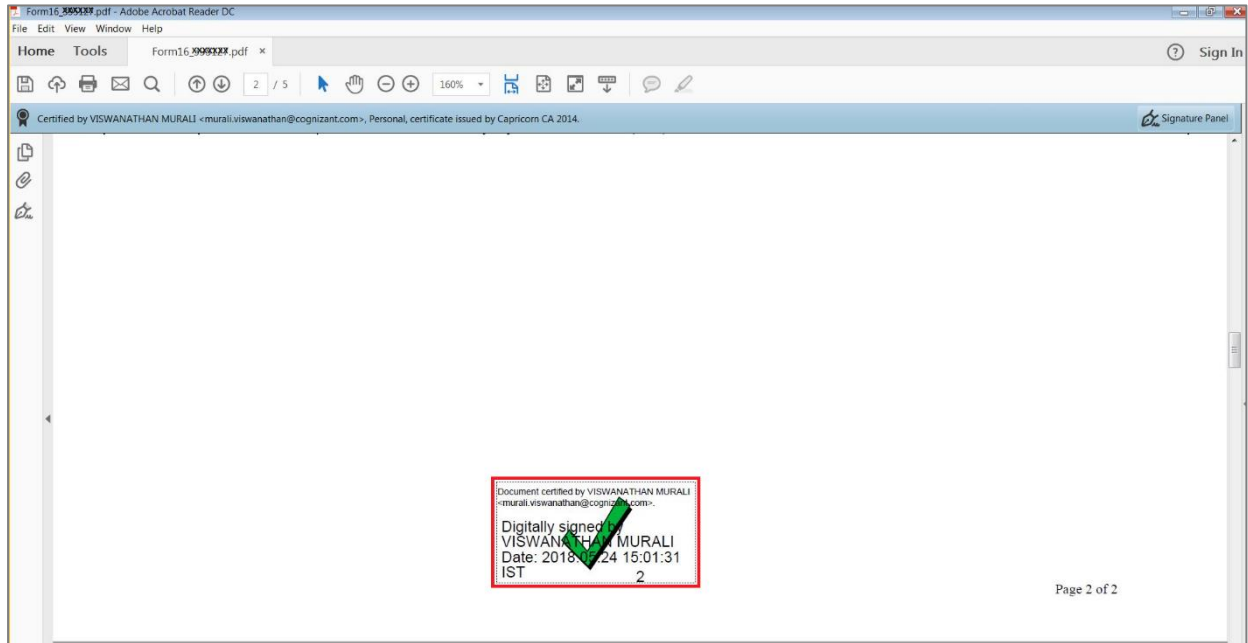 .pdf - Adobe Acrobat Reader DC
File Edit View Window Help
Home Tools .pdf ×
? Sign In
2 / 5 160%
Certified by VISWANATHAN MURALI <murali.viswanathan@cognizant.com>, Personal, certificate issued by Capricorn CA 2014.
Signature Panel
Document certified by VISWANATHAN MURALI
<murali.viswanathan@cognizant.com>.
Digitally signed by
VISWANATHAN MURALI
Date: 2018.05.24 15:01:31
IST
2
Page 2 of 2